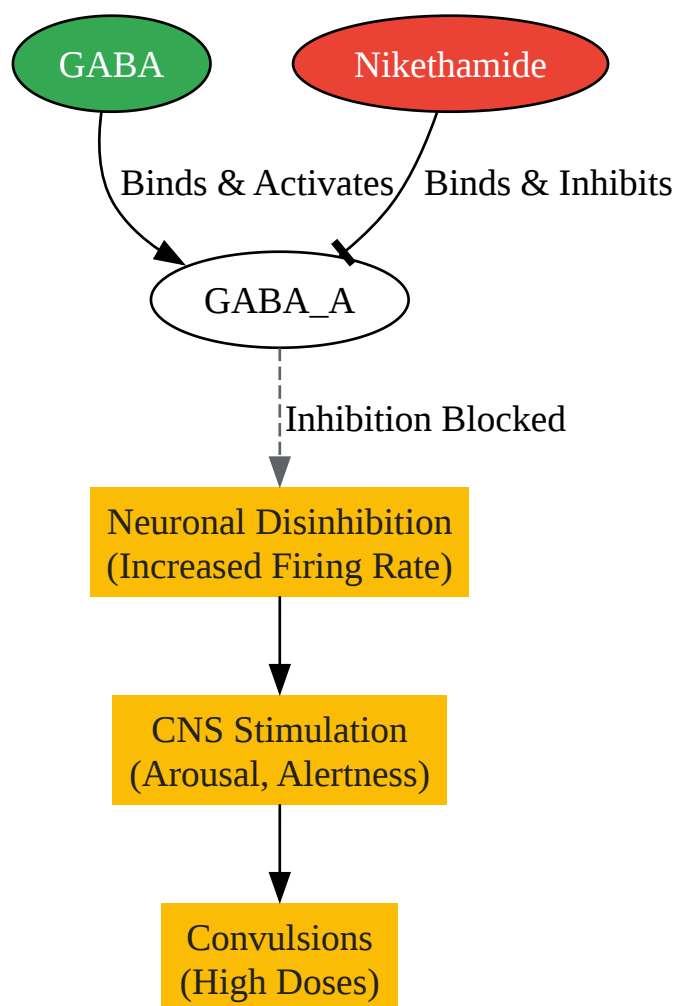 GABA
Nikethamide
Binds & Activates
Binds & Inhibits
GABA_A
Inhibition Blocked
Neuronal Disinhibition
(Increased Firing Rate)
CNS Stimulation
(Arousal, Alertness)
Convulsions
(High Doses)